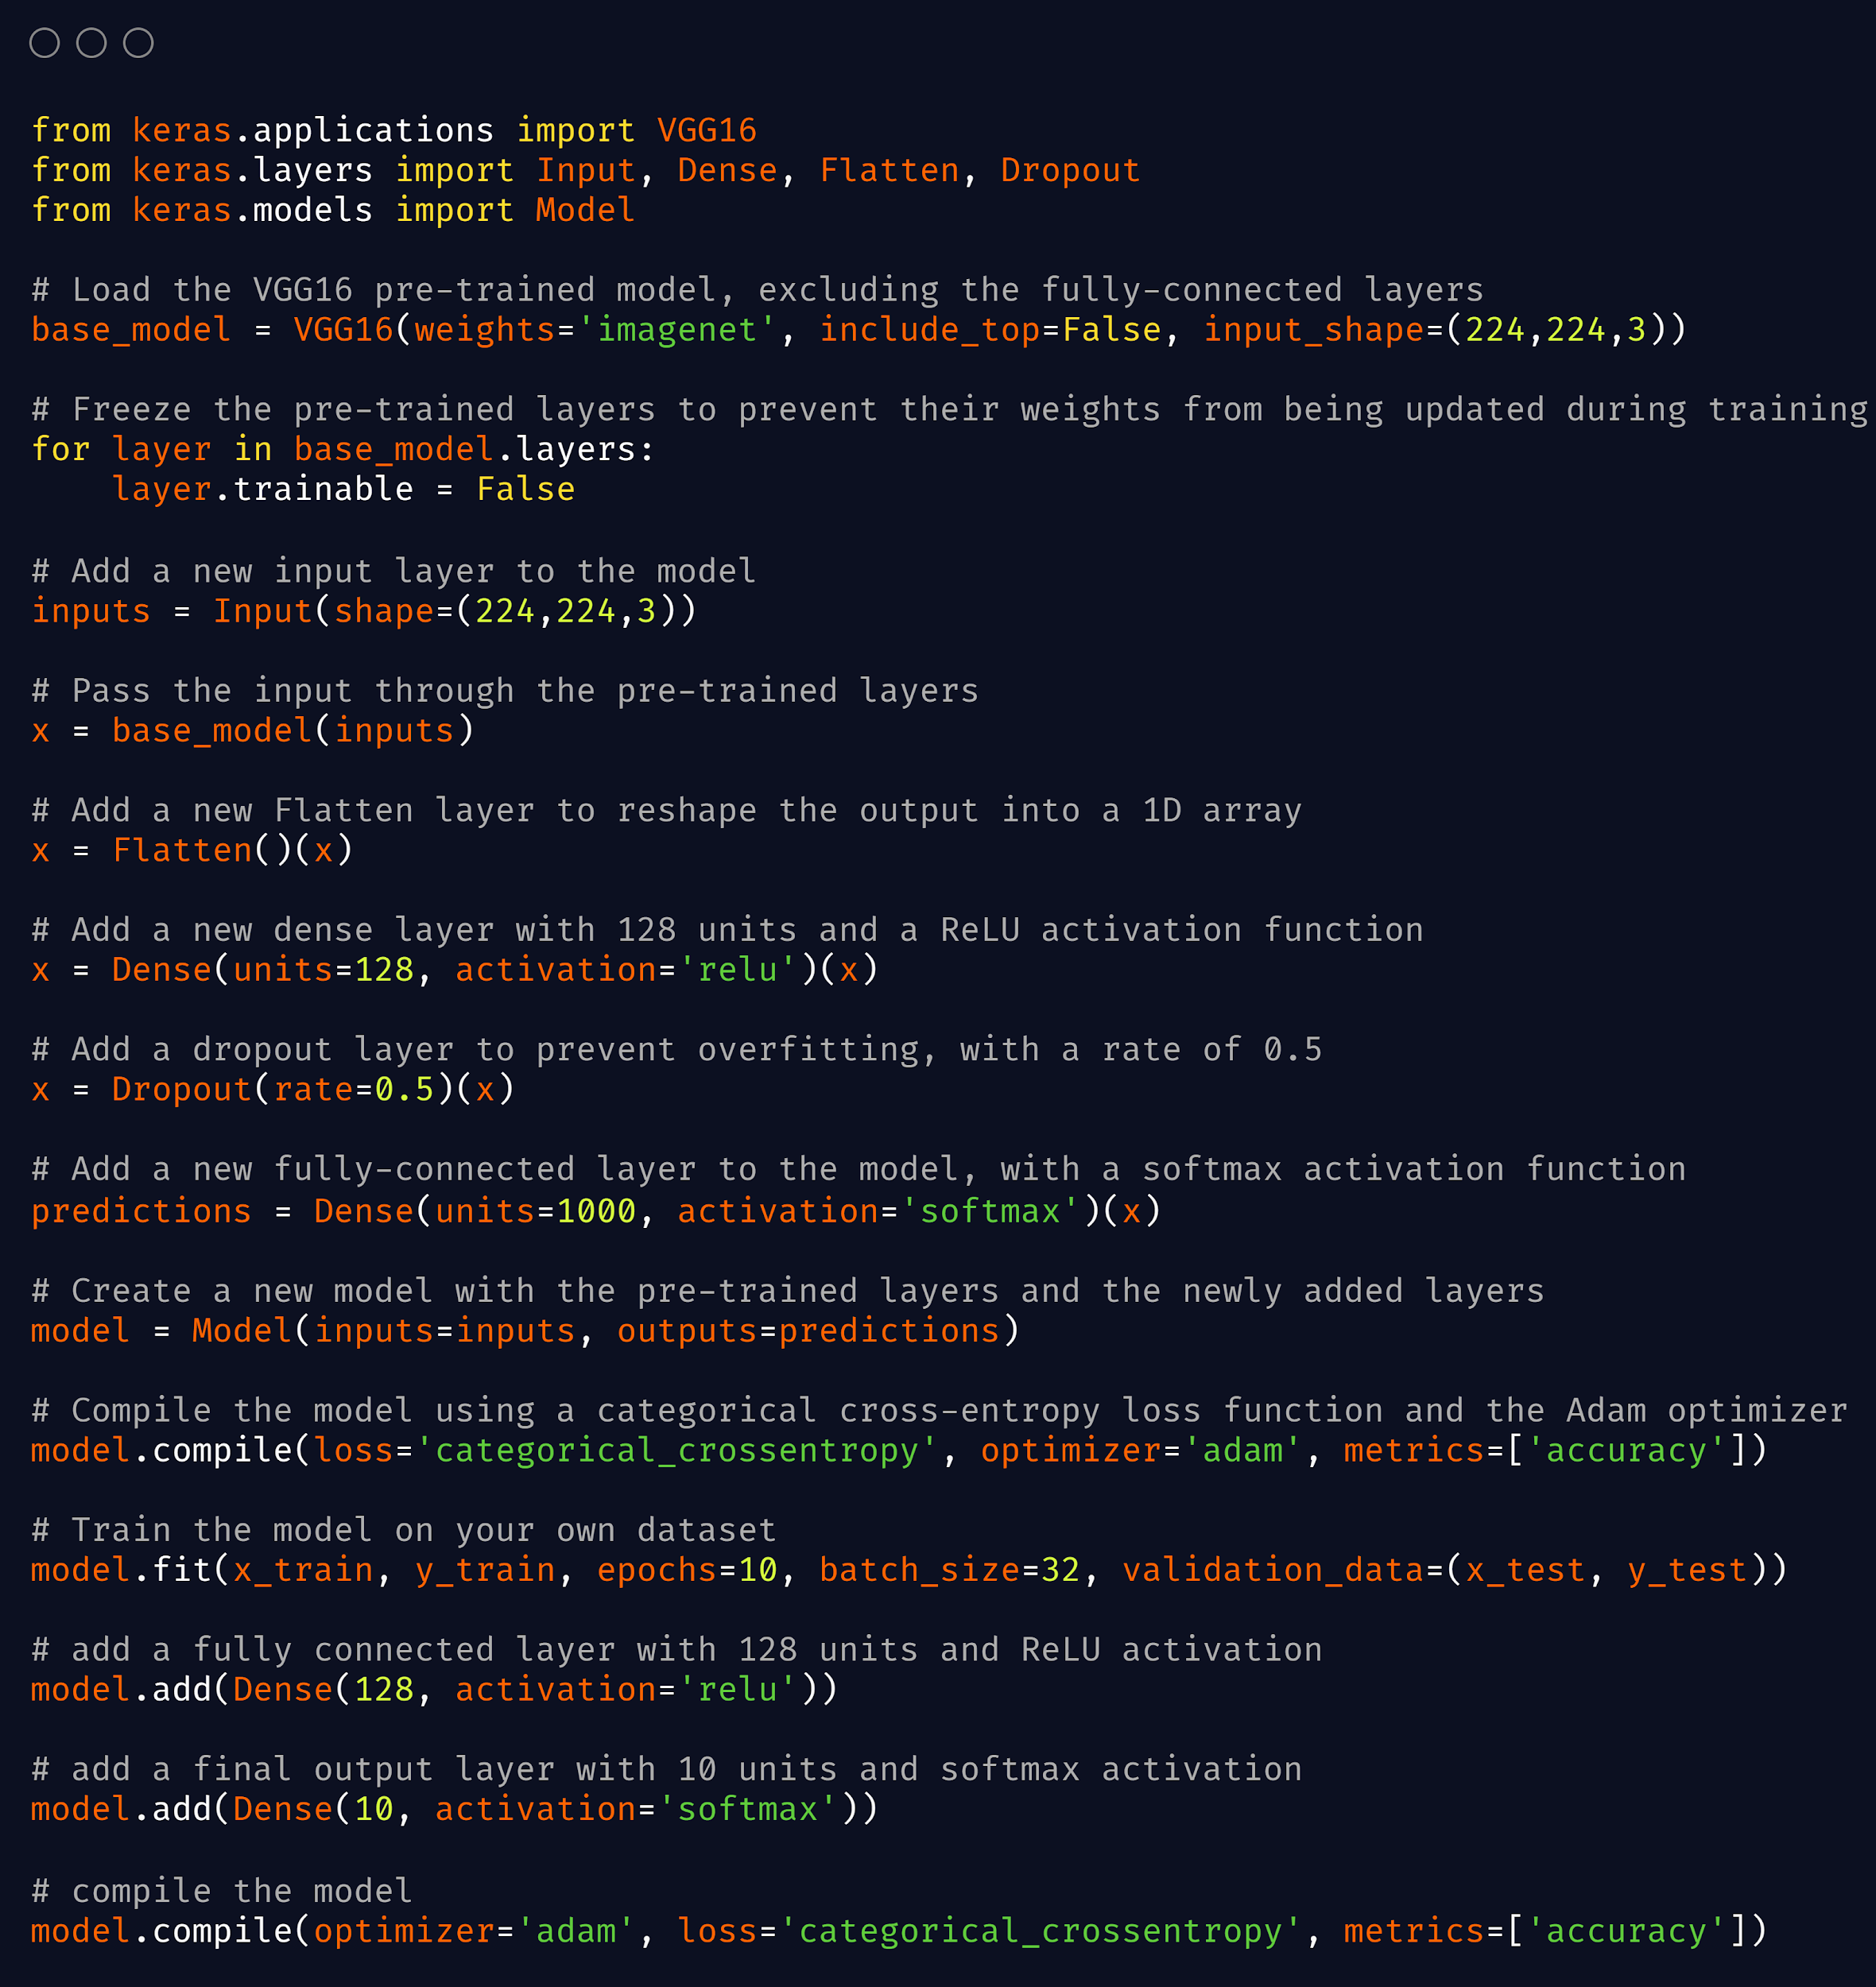 from keras.applications import VGG16
from keras.layers import Input, Dense, Flatten, Dropout
from keras.models import Model

# Load the VGG16 pre-trained model, excluding the fully-connected layers
base_model = VGG16(weights='imagenet', include_top=False, input_shape=(224,224,3))

# Freeze the pre-trained layers to prevent their weights from being updated during training
for layer in base_model.layers:
    layer.trainable = False

# Add a new input layer to the model
inputs = Input(shape=(224,224,3))

# Pass the input through the pre-trained layers
x = base_model(inputs)

# Add a new Flatten layer to reshape the output into a 1D array
x = Flatten()(x)

# Add a new dense layer with 128 units and a ReLU activation function
x = Dense(units=128, activation='relu')(x)

# Add a dropout layer to prevent overfitting, with a rate of 0.5
x = Dropout(rate=0.5)(x)

# Add a new fully-connected layer to the model, with a softmax activation function
predictions = Dense(units=1000, activation='softmax')(x)

# Create a new model with the pre-trained layers and the newly added layers
model = Model(inputs=inputs, outputs=predictions)

# Compile the model using a categorical cross-entropy loss function and the Adam optimizer
model.compile(loss='categorical_crossentropy', optimizer='adam', metrics=['accuracy'])

# Train the model on your own dataset
model.fit(x_train, y_train, epochs=10, batch_size=32, validation_data=(x_test, y_test))

# add a fully connected layer with 128 units and ReLU activation
model.add(Dense(128, activation='relu'))

# add a final output layer with 10 units and softmax activation
model.add(Dense(10, activation='softmax'))

# compile the model
model.compile(optimizer='adam', loss='categorical_crossentropy', metrics=['accuracy'])